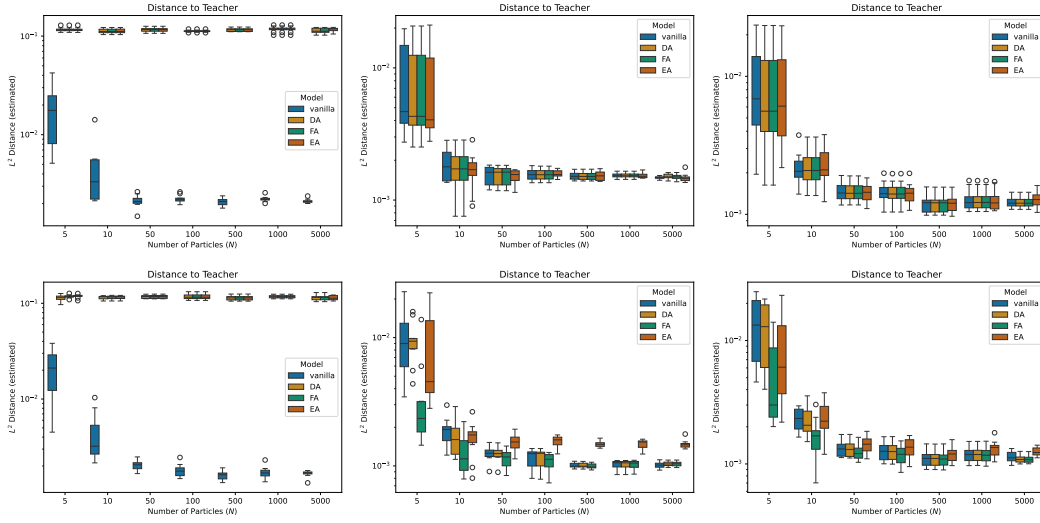 Distance to Teacher
10⁻¹
10⁻²
L² Distance (estimated)
Model
vanilla
DA
FA
EA
5 10 50 100 500 1000 5000
Number of Particles (N)
Distance to Teacher
10⁻²
10⁻³
L² Distance (estimated)
Model
vanilla
DA
FA
EA
5 10 50 100 500 1000 5000
Number of Particles (N)
Distance to Teacher
10⁻²
10⁻³
L² Distance (estimated)
Model
vanilla
DA
FA
EA
5 10 50 100 500 1000 5000
Number of Particles (N)
Distance to Teacher
10⁻¹
10⁻²
L² Distance (estimated)
Model
vanilla
DA
FA
EA
5 10 50 100 500 1000 5000
Number of Particles (N)
Distance to Teacher
10⁻²
10⁻³
L² Distance (estimated)
Model
vanilla
DA
FA
EA
5 10 50 100 500 1000 5000
Number of Particles (N)
Distance to Teacher
10⁻²
10⁻³
L² Distance (estimated)
Model
vanilla
DA
FA
EA
5 10 50 100 500 1000 5000
Number of Particles (N)